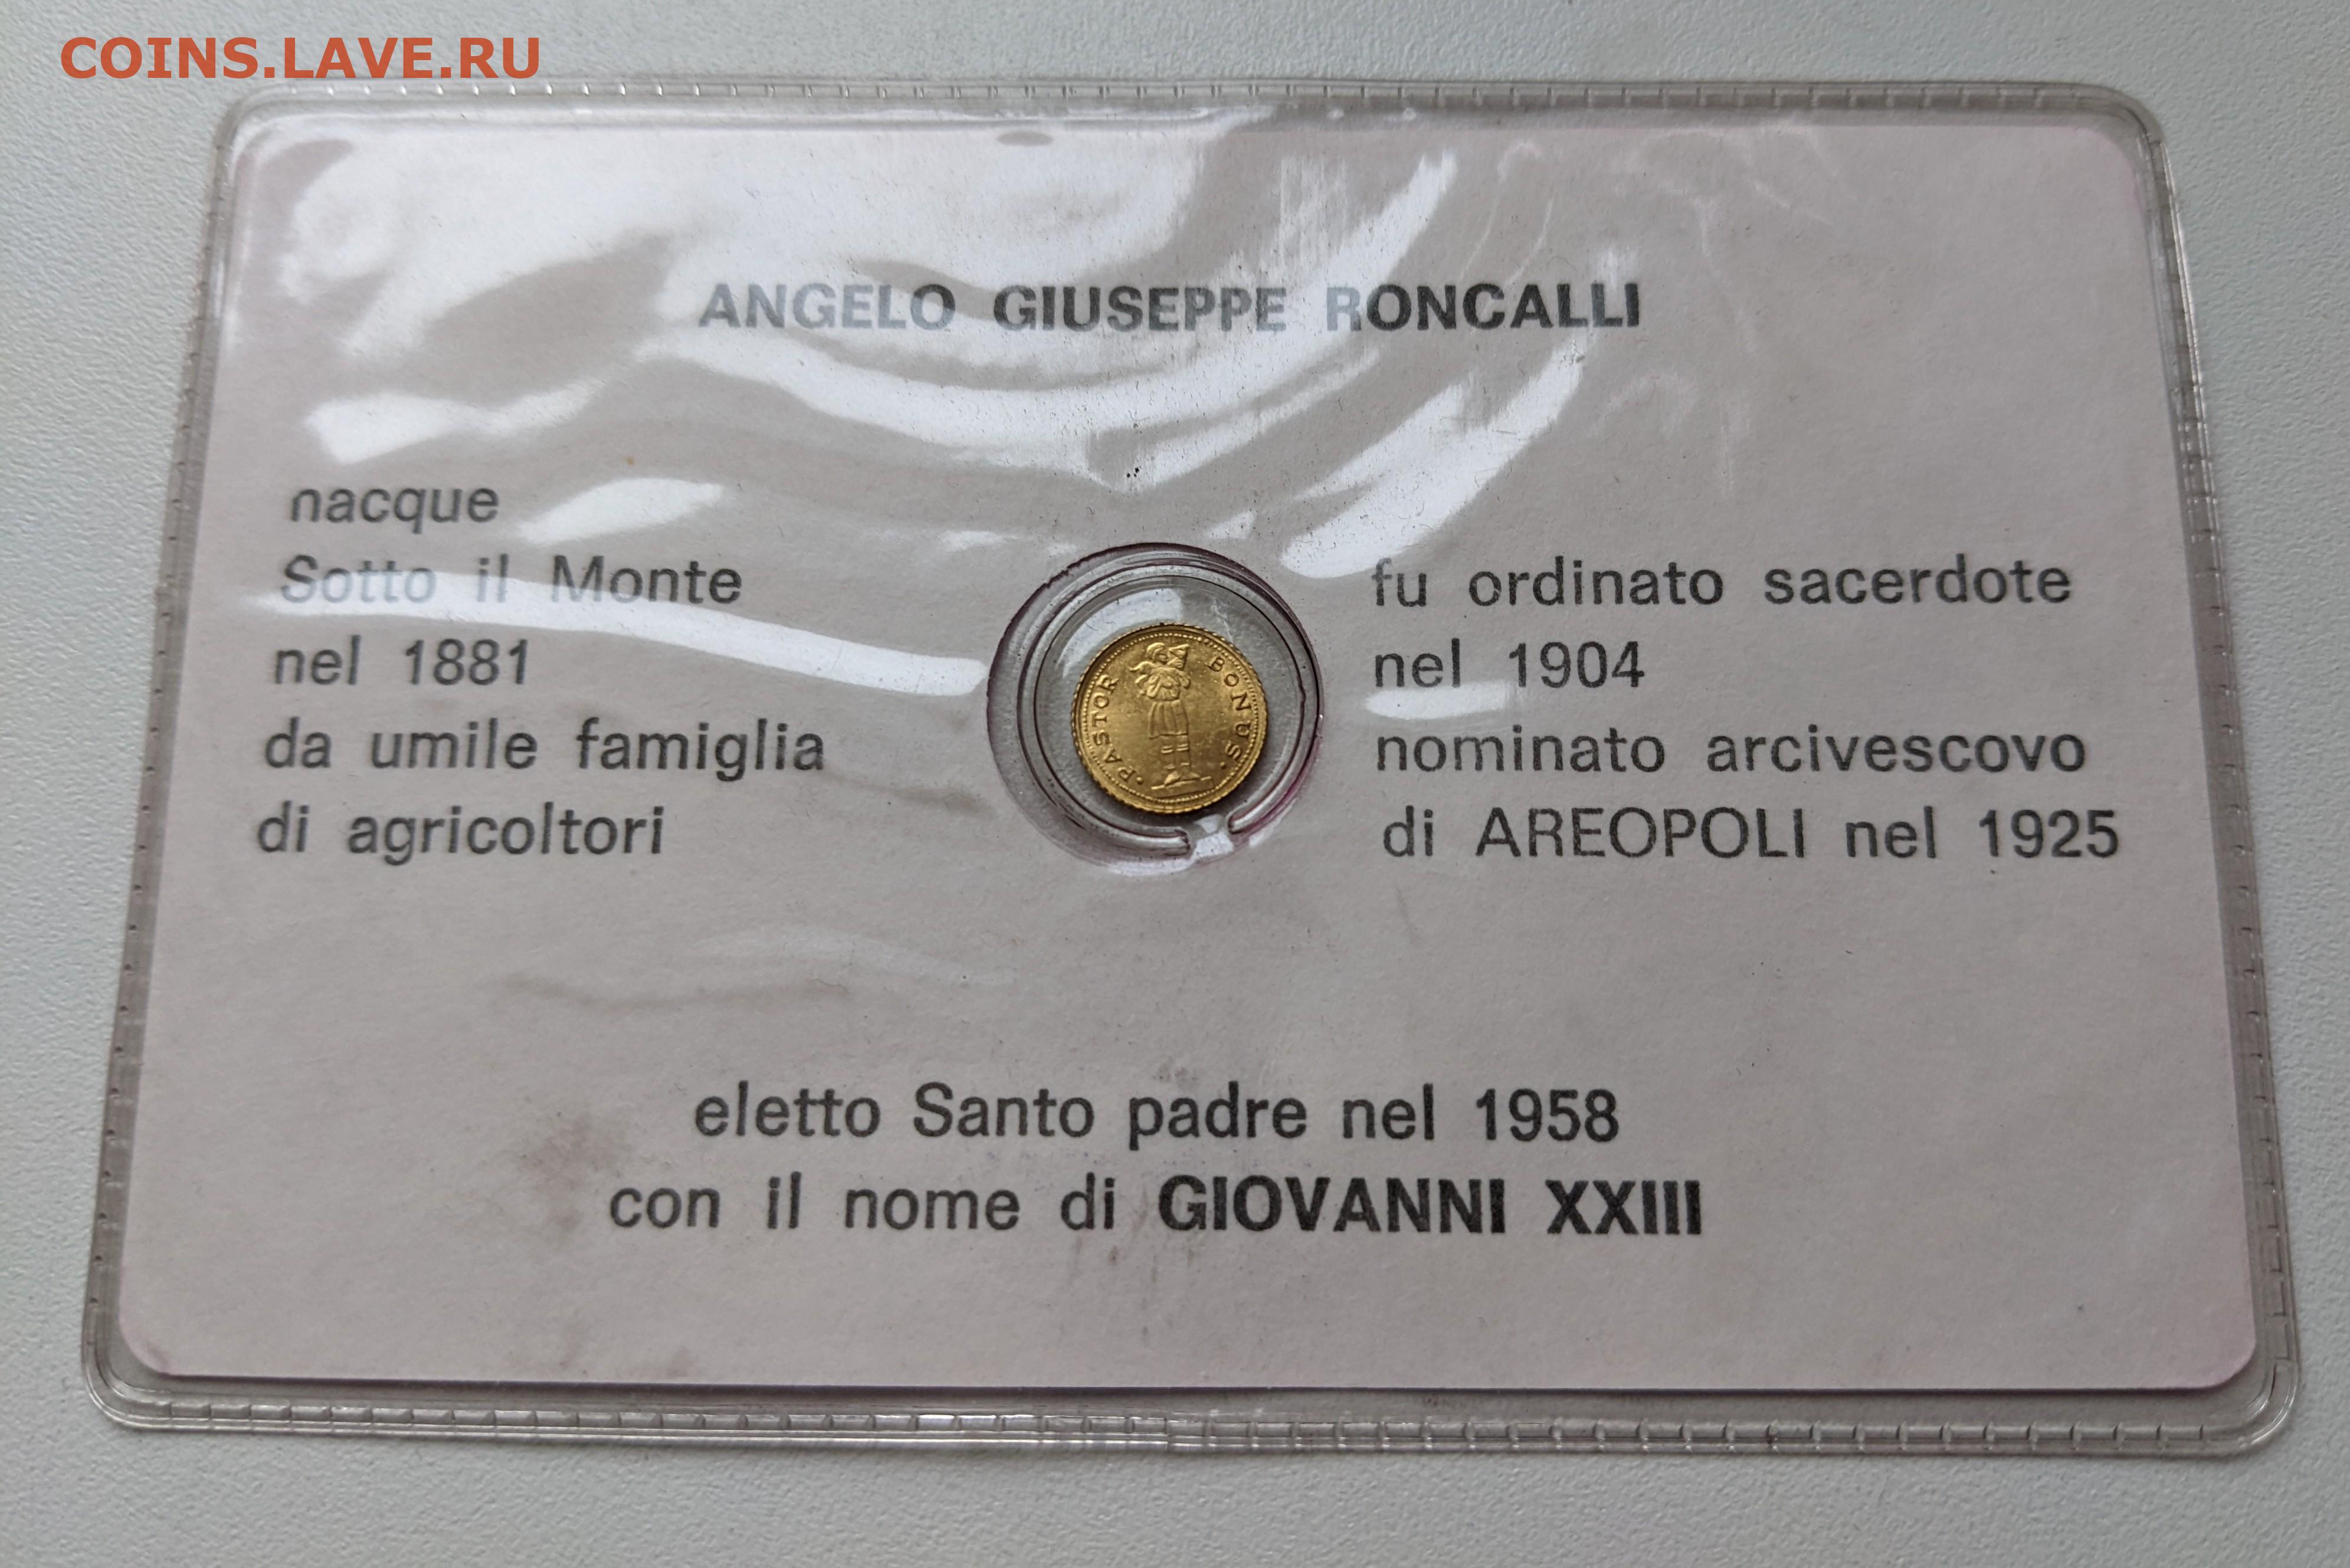 COINS.LAVE.RU
ANGELO GIUSEPPE RONCALLI
nacque
Sotto il Monte
nel 1881
da umile famiglia
di agricoltori
·PASTOR BONUS·
fu ordinato sacerdote
nel 1904
nominato arcivescovo
di AREOPOLI nel 1925
eletto Santo padre nel 1958
con il nome di GIOVANNI XXIII